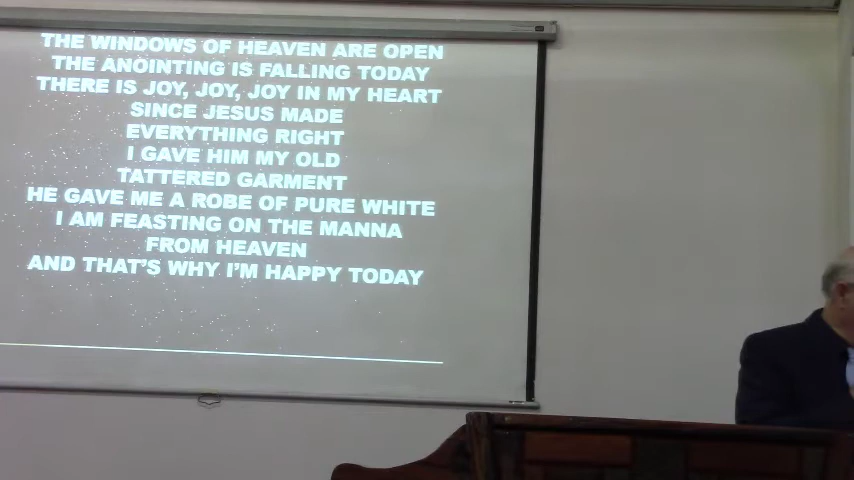 THE WINDOWS OF HEAVEN ARE OPEN
THE ANOINTING IS FALLING TODAY
THERE IS JOY, JOY, JOY IN MY HEART
SINCE JESUS MADE
EVERYTHING RIGHT
I GAVE HIM MY OLD
TATTERED GARMENT
HE GAVE ME A ROBE OF PURE WHITE
I AM FEASTING ON THE MANNA
FROM HEAVEN
AND THAT'S WHY I'M HAPPY TODAY